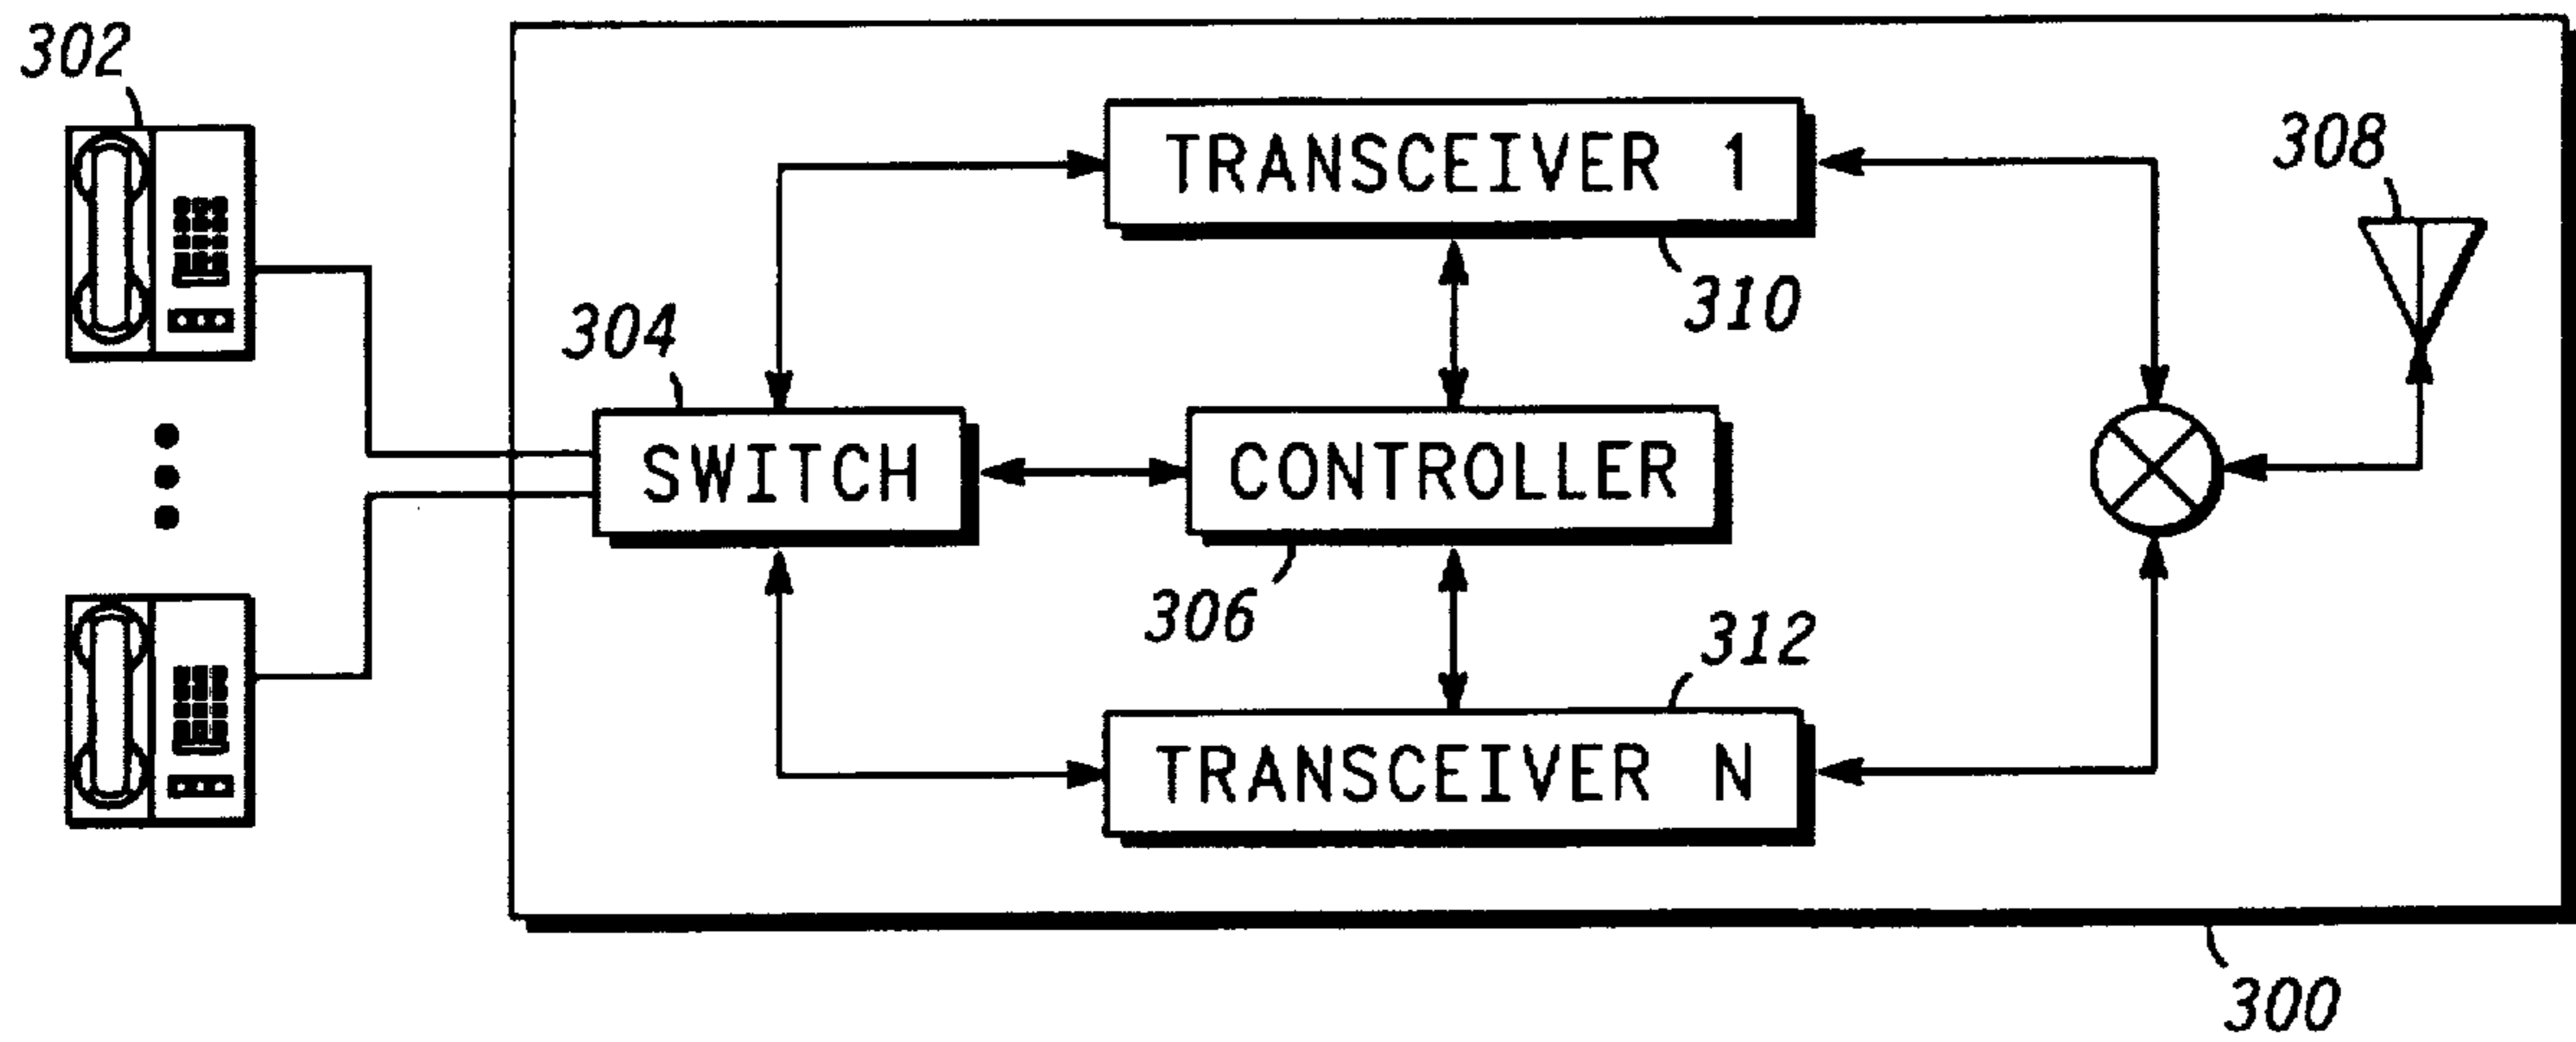 302
TRANSCEIVER 1
308
310
304
SWITCH
CONTROLLER
306
312
TRANSCEIVER N
300